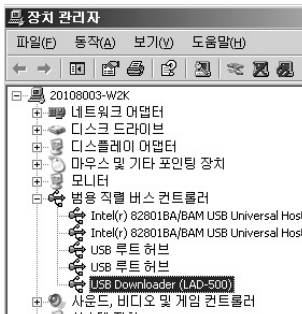 장치 관리자
파일(F) 동작(A) 보기(V) 도움말(H)
20108003-W2K
네트워크 어댑터
디스크 드라이브
디스플레이 어댑터
마우스 및 기타 포인팅 장치
모니터
범용 직렬 버스 컨트롤러
Intel(r) 82801BA/BAM USB Universal Host
Intel(r) 82801BA/BAM USB Universal Host
USB 루트 허브
USB 루트 허브
USB Downloader (LAD-500)
사운드, 비디오 및 게임 컨트롤러